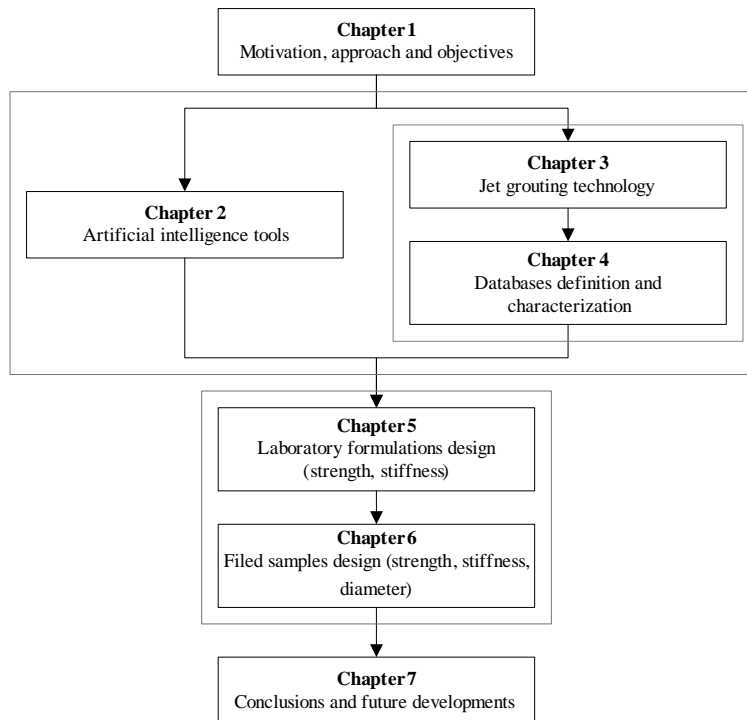 Chapter 1
Motivation, approach and objectives
Chapter 2
Artificial intelligence tools
Chapter 3
Jet grouting technology
Chapter 4
Databases definition and
characterization
Chapter 5
Laboratory formulations design
(strength, stiffness)
Chapter 6
Filed samples design (strength, stiffness,
diameter)
Chapter 7
Conclusions and future developments